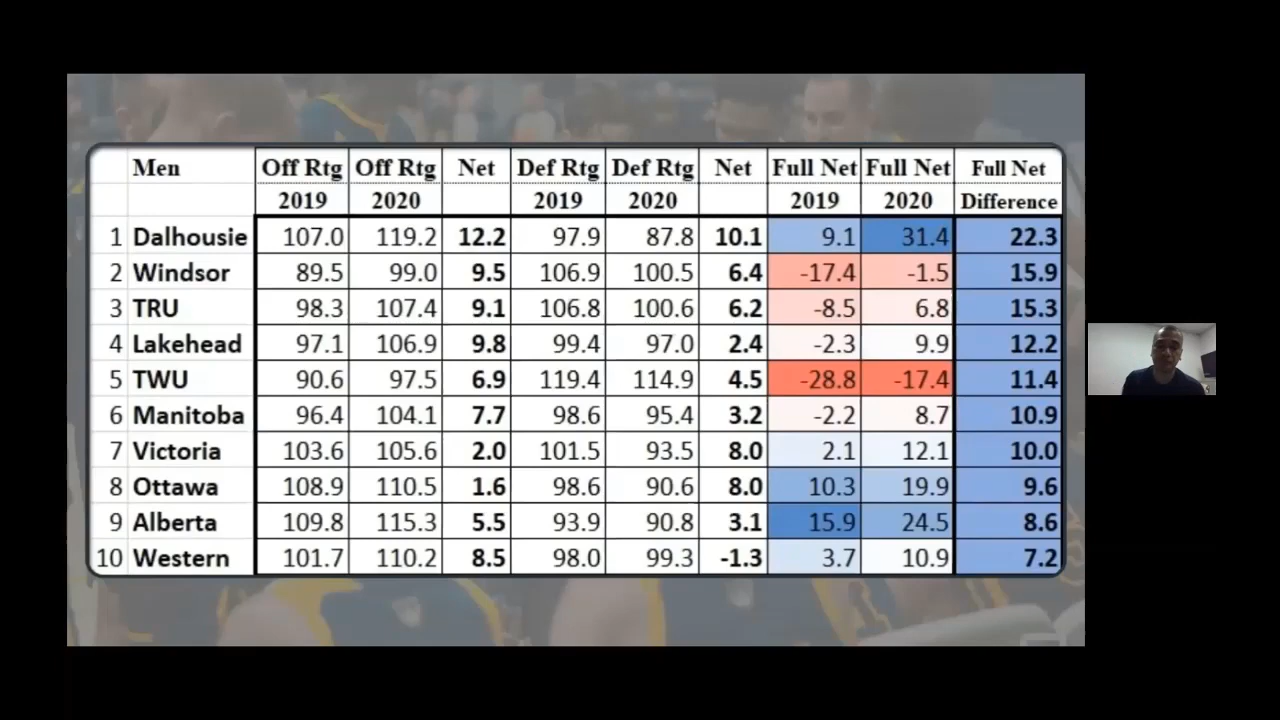 Men Off Rtg Off Rtg Net Def Rtg Def Rtg Net Full Net Full Net Full Net
2019 2020 2019 2020 2019 2020 Difference
1 Dalhousie 107.0 119.2 12.2 97.9 87.8 10.1 9.1 31.4 22.3
2 Windsor 89.5 99.0 9.5 106.9 100.5 6.4 -17.4 -1.5 15.9
3 TRU 98.3 107.4 9.1 106.8 100.6 6.2 -8.5 6.8 15.3
4 Lakehead 97.1 106.9 9.8 99.4 97.0 2.4 -2.3 9.9 12.2
5 TWU 90.6 97.5 6.9 119.4 114.9 4.5 -28.8 -17.4 11.4
6 Manitoba 96.4 104.1 7.7 98.6 95.4 3.2 -2.2 8.7 10.9
7 Victoria 103.6 105.6 2.0 101.5 93.5 8.0 2.1 12.1 10.0
8 Ottawa 108.9 110.5 1.6 98.6 90.6 8.0 10.3 19.9 9.6
9 Alberta 109.8 115.3 5.5 93.9 90.8 3.1 15.9 24.5 8.6
10 Western 101.7 110.2 8.5 98.0 99.3 -1.3 3.7 10.9 7.2